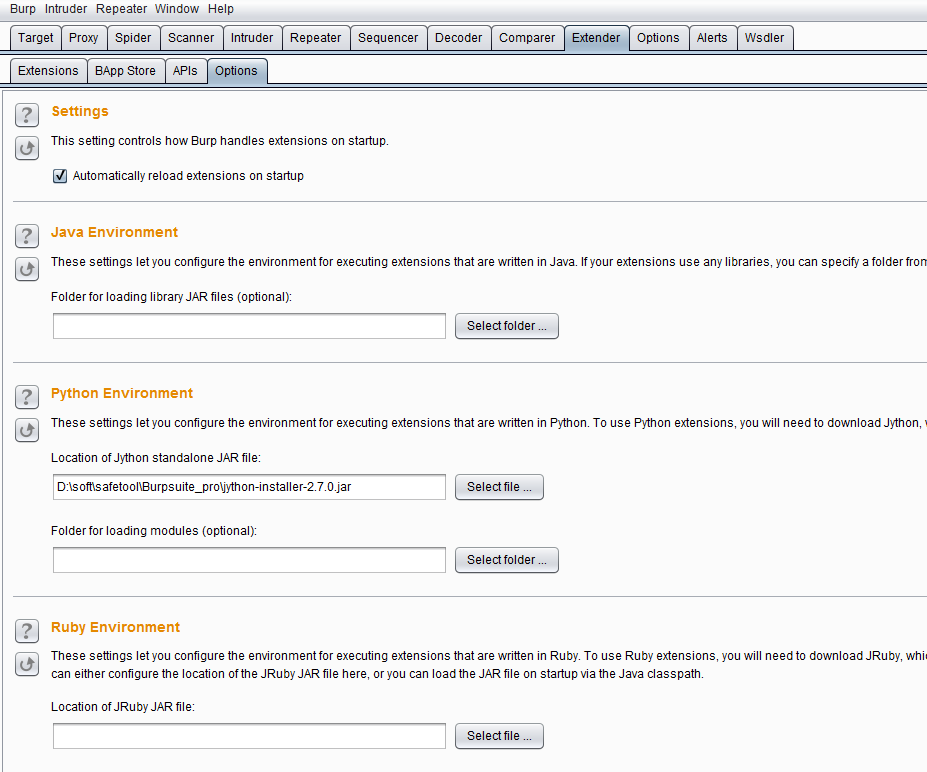 Burp Intruder Repeater Window Help
Target Proxy Spider Scanner Intruder Repeater Sequencer Decoder Comparer Extender Options Alerts Wsdler
Extensions BApp Store APIs Options
? Settings
This setting controls how Burp handles extensions on startup.
Automatically reload extensions on startup
? Java Environment
These settings let you configure the environment for executing extensions that are written in Java. If your extensions use any libraries, you can specify a folder from
Folder for loading library JAR files (optional):
Select folder ...
? Python Environment
These settings let you configure the environment for executing extensions that are written in Python. To use Python extensions, you will need to download Jython,
Location of Jython standalone JAR file:
D:\soft\safetool\Burpsuite_pro\jython-installer-2.7.0.jar Select file ...
Folder for loading modules (optional):
Select folder ...
? Ruby Environment
These settings let you configure the environment for executing extensions that are written in Ruby. To use Ruby extensions, you will need to download JRuby, whic
can either configure the location of the JRuby JAR file here, or you can load the JAR file on startup via the Java classpath.
Location of JRuby JAR file:
Select file ...